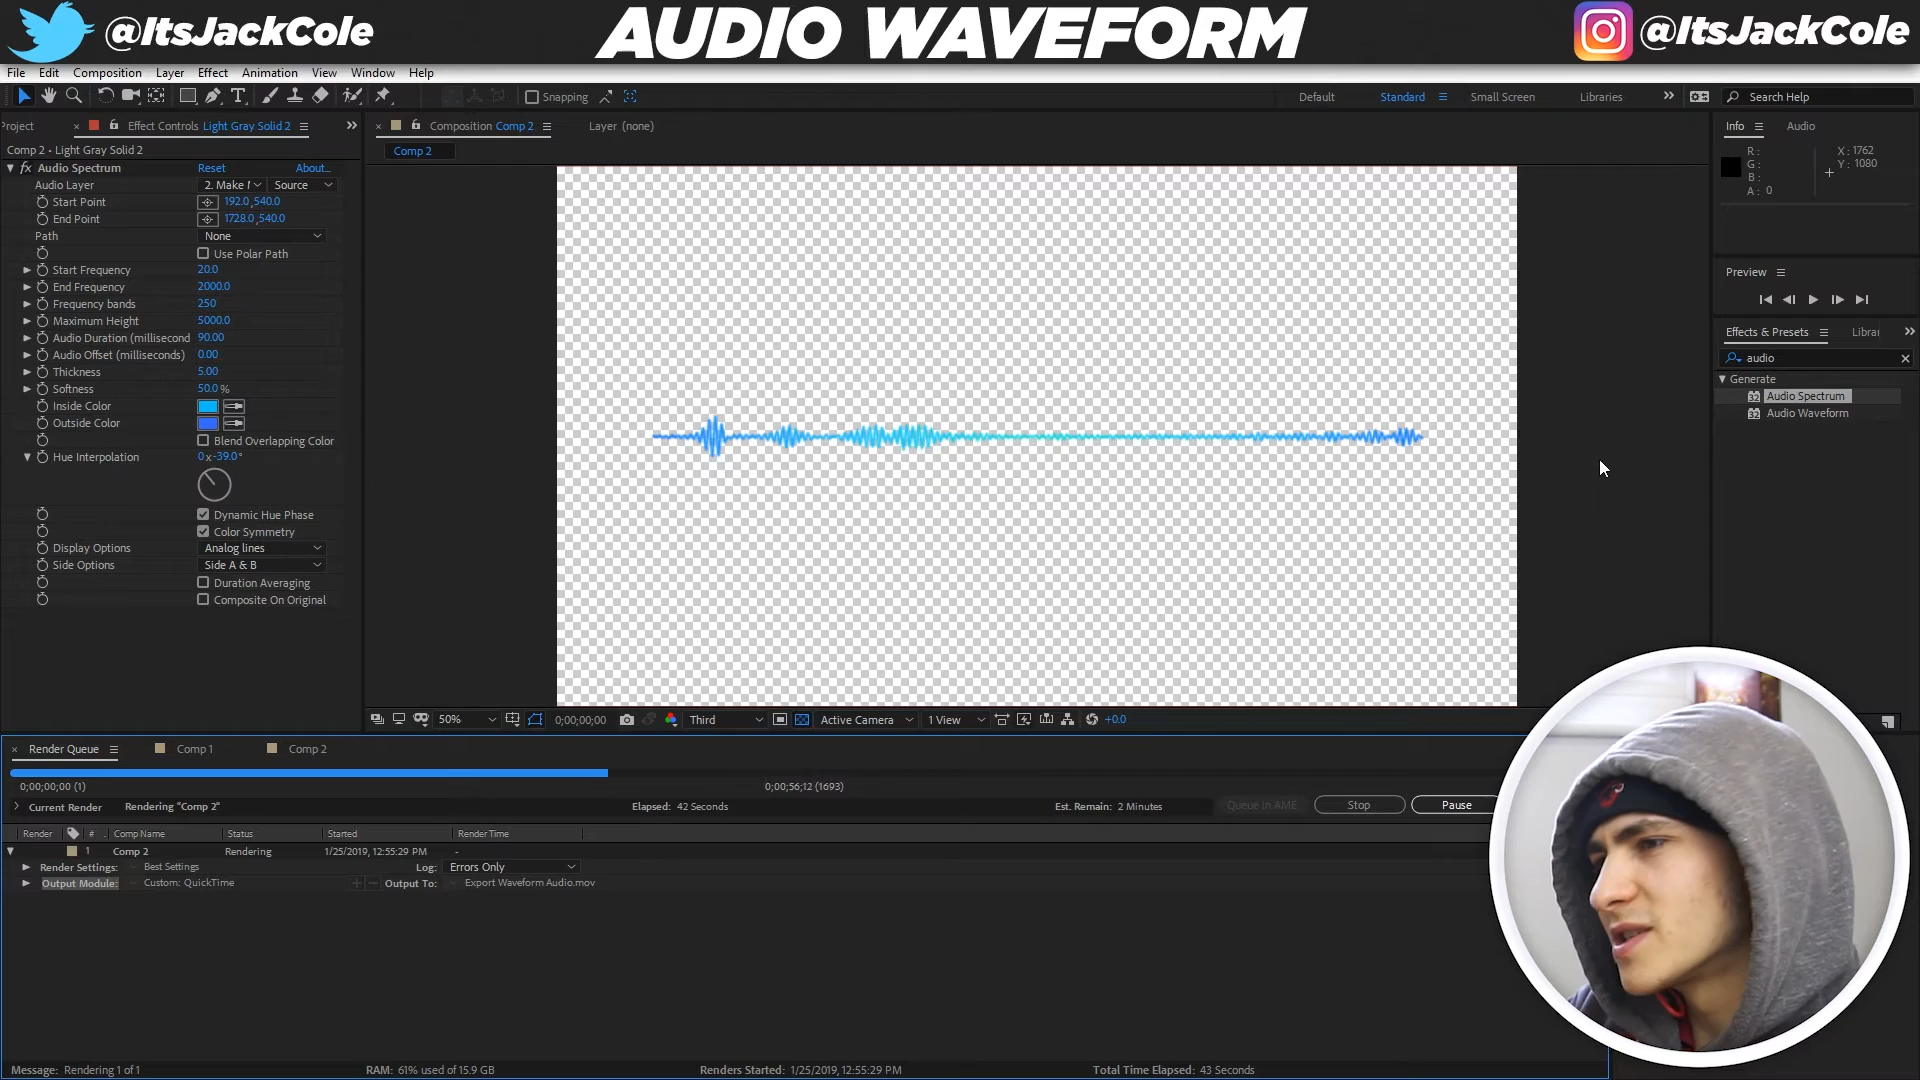 @ItsJackCole
AUDIO WAVEFORM
@ItsJackCole
File Edit Composition Layer Effect Animation View Window Help
Snapping
Default Standard Small Screen Libraries
Search Help
Project
Effect Controls Light Gray Solid 2
Composition Comp 2
Layer (none)
Info Audio
Comp 2 • Light Gray Solid 2
Comp 2
fx Audio Spectrum Reset About...
Audio Layer 2. Make Source
Start Point 192.0,540.0
End Point 1728.0,540.0
Path None
Use Polar Path
Start Frequency 20.0
End Frequency 2000.0
Frequency bands 250
Maximum Height 5000.0
Audio Duration (millisecond 90.00
Audio Offset (milliseconds) 0.00
Thickness 5.00
Softness 50.0 %
Inside Color
Outside Color
Blend Overlapping Color
Hue Interpolation 0 x -39.0°
Dynamic Hue Phase
Color Symmetry
Display Options Analog lines
Side Options Side A & B
Duration Averaging
Composite On Original
R :
G :
B :
A : 0
X : 1762
Y : 1080
Preview
Effects & Presets Librar
audio
Generate
Audio Spectrum
Audio Waveform
50% 0;00;00;00 Third Active Camera 1 View +0.0
Render Queue Comp 1 Comp 2
0;00;00;00 (1) 0;00;56;12 (1693)
Current Render Rendering "Comp 2" Elapsed: 42 Seconds Est. Remain: 2 Minutes Queue in AME Stop Pause
Render # Comp Name Status Started Render Time
1 Comp 2 Rendering 1/25/2019, 12:55:29 PM -
Render Settings: Best Settings Log: Errors Only
Output Module: Custom: QuickTime Output To: Export Waveform Audio.mov
Message: Rendering 1 of 1 RAM: 61% used of 15.9 GB Renders Started: 1/25/2019, 12:55:29 PM Total Time Elapsed: 43 Seconds